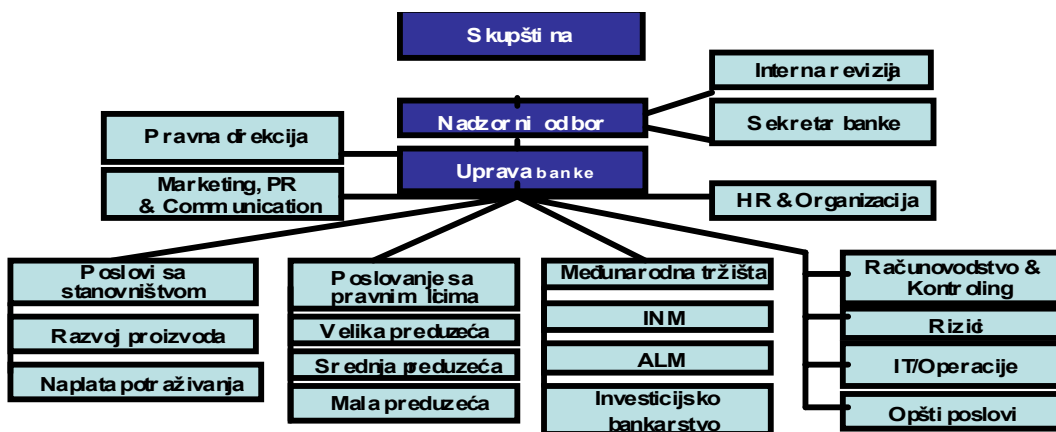 Skupština
Interna revizija
Nadzorni odbor
Sekretar banke
Pravna direkcija
Uprava banke
Marketing, PR
& Communication
HR & Organizacija
Poslovi sa
stanovništvom
Razvoj proizvoda
Naplata potraživanja
Poslovanje sa
pravnim licima
Velika preduzeća
Srednja preduzeća
Mala preduzeća
Međunarodna tržišta
INM
ALM
Investicijsko
bankarstvo
Računovodstvo &
Kontroling
Rizici
IT/Operacije
Opšti poslovi